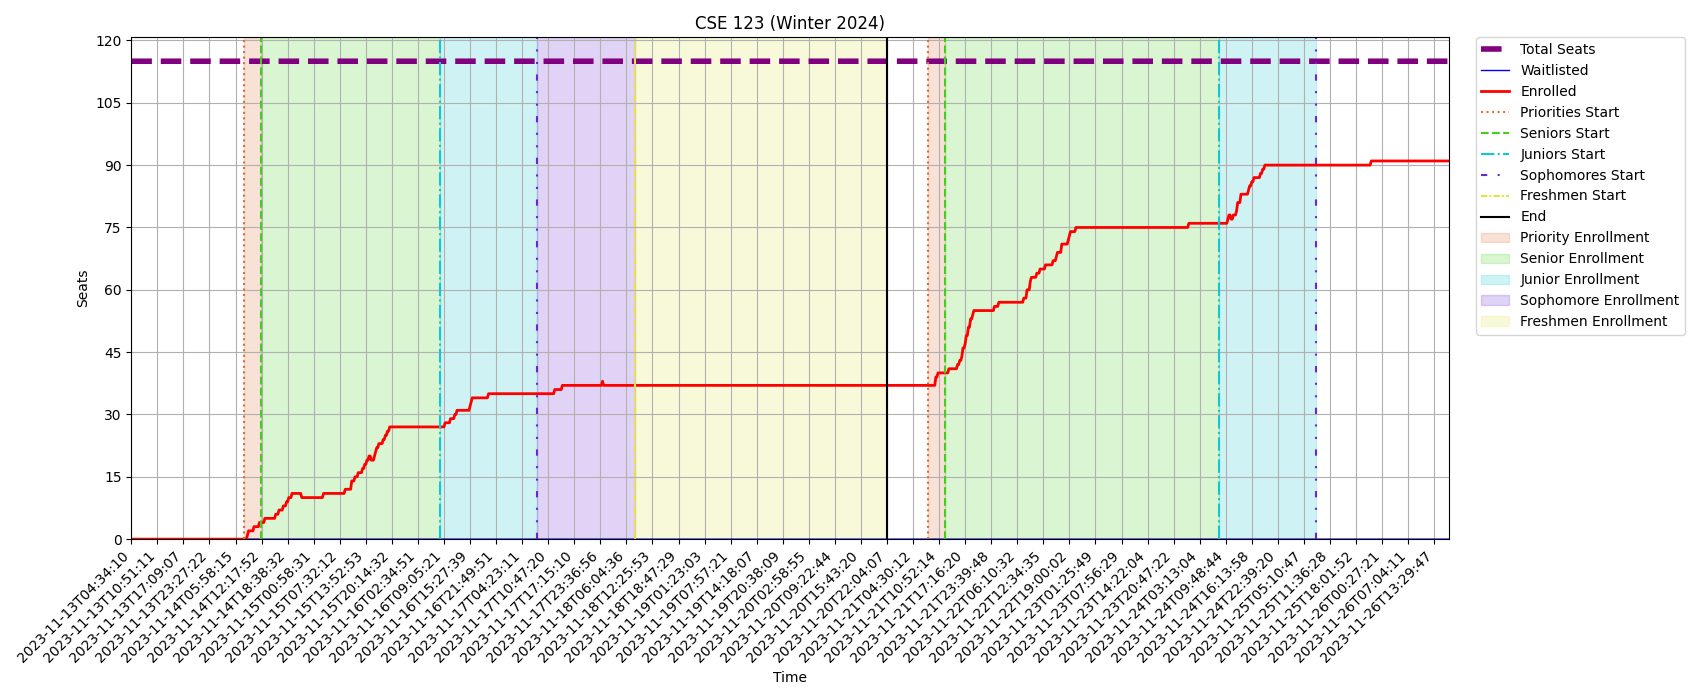 CSE 123 (Winter 2024)
120
105
90
75
60
45
30
15
0
Seats
2023-11-13T04:34:10
2023-11-13T10:51:11
2023-11-13T17:09:07
2023-11-13T23:27:22
2023-11-14T05:58:15
2023-11-14T12:17:52
2023-11-14T18:38:32
2023-11-15T00:58:31
2023-11-15T07:32:12
2023-11-15T13:52:53
2023-11-15T20:14:32
2023-11-16T02:34:51
2023-11-16T09:05:21
2023-11-16T15:27:39
2023-11-16T21:49:51
2023-11-17T04:23:11
2023-11-17T10:47:20
2023-11-17T17:15:10
2023-11-17T23:36:56
2023-11-18T06:04:36
2023-11-18T12:25:53
2023-11-18T18:47:29
2023-11-19T01:23:03
2023-11-19T07:57:21
2023-11-19T14:18:07
2023-11-19T20:38:09
2023-11-20T02:58:55
2023-11-20T09:22:44
2023-11-20T15:43:20
2023-11-20T22:04:07
2023-11-21T04:30:12
2023-11-21T10:52:14
2023-11-21T17:16:20
2023-11-21T23:39:48
2023-11-22T06:10:32
2023-11-22T12:34:35
2023-11-22T19:00:02
2023-11-23T01:25:49
2023-11-23T07:56:29
2023-11-23T14:22:04
2023-11-23T20:47:22
2023-11-24T03:13:04
2023-11-24T09:48:44
2023-11-24T16:13:58
2023-11-24T22:39:20
2023-11-25T05:10:47
2023-11-25T11:36:28
2023-11-25T18:01:52
2023-11-26T00:27:21
2023-11-26T07:04:11
2023-11-26T13:29:47
Time
Total Seats
Waitlisted
Enrolled
Priorities Start
Seniors Start
Juniors Start
Sophomores Start
Freshmen Start
End
Priority Enrollment
Senior Enrollment
Junior Enrollment
Sophomore Enrollment
Freshmen Enrollment